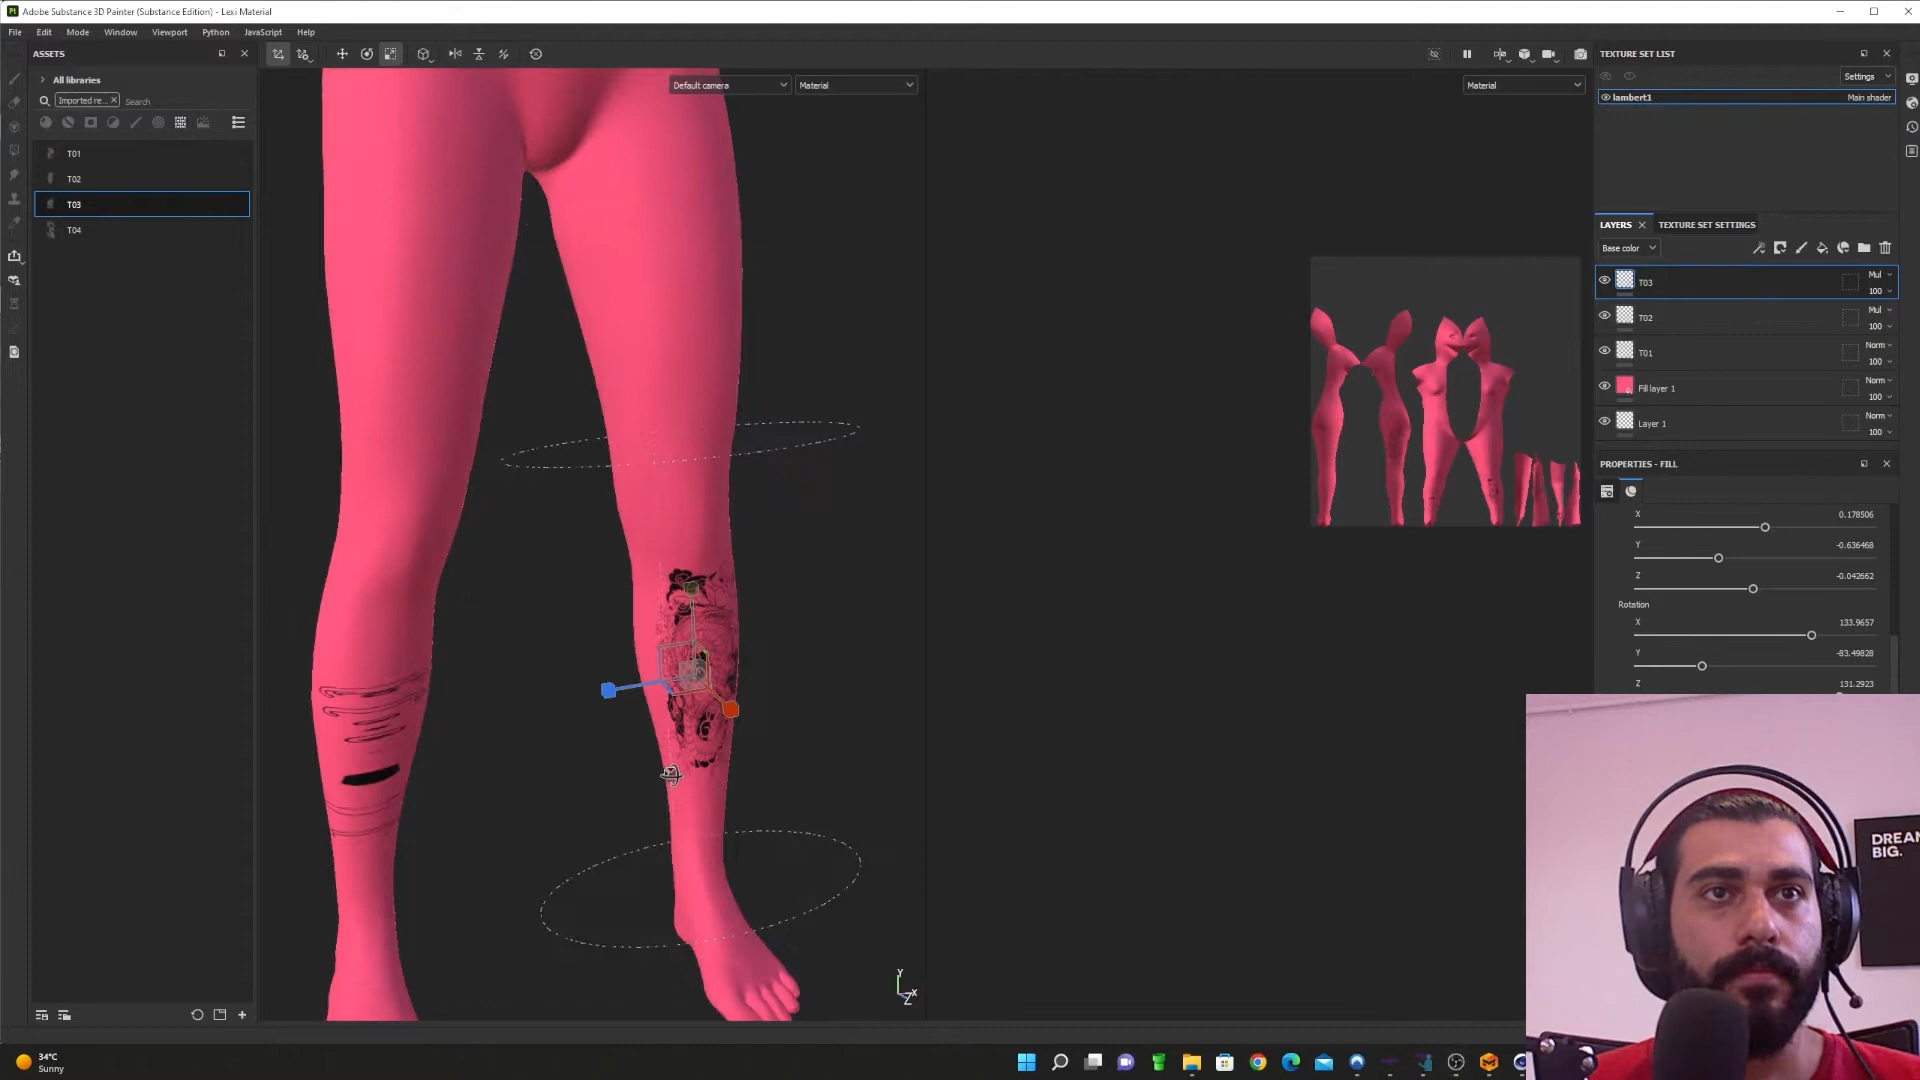 Adobe Substance 3D Painter (Substance Edition) - Lexi Material
File Edit Mode Window Viewport Python JavaScript Help
ASSETS
All libraries
Imported re... Search
T01
T02
T03
T04
Default camera
Material
Material
TEXTURE SET LIST
Settings
lambert1 Main shader
LAYERS TEXTURE SET SETTINGS
Base color
T03 Mul 100
T02 Mul 100
T01 Norm 100
Fill layer 1 Norm 100
Layer 1 Norm 100
PROPERTIES - FILL
X 0.178506
Y -0.636468
Z -0.042662
Rotation
X 133.9657
Y -83.49828
Z 131.2923
Y
X
Z
DREAM
BIG.
34°C
Sunny